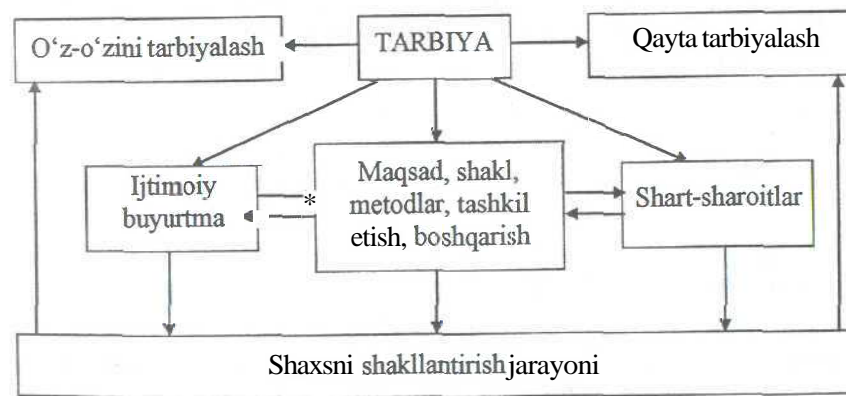 O‘z-o‘zini tarbiyalash
TARBIYA
Qayta tarbiyalash
Ijtimoiy
buyurtma
*
Maqsad, shakl,
metodlar, tashkil
etish, boshqarish
Shart-sharoitlar
Shaxsni shakllantirish jarayoni